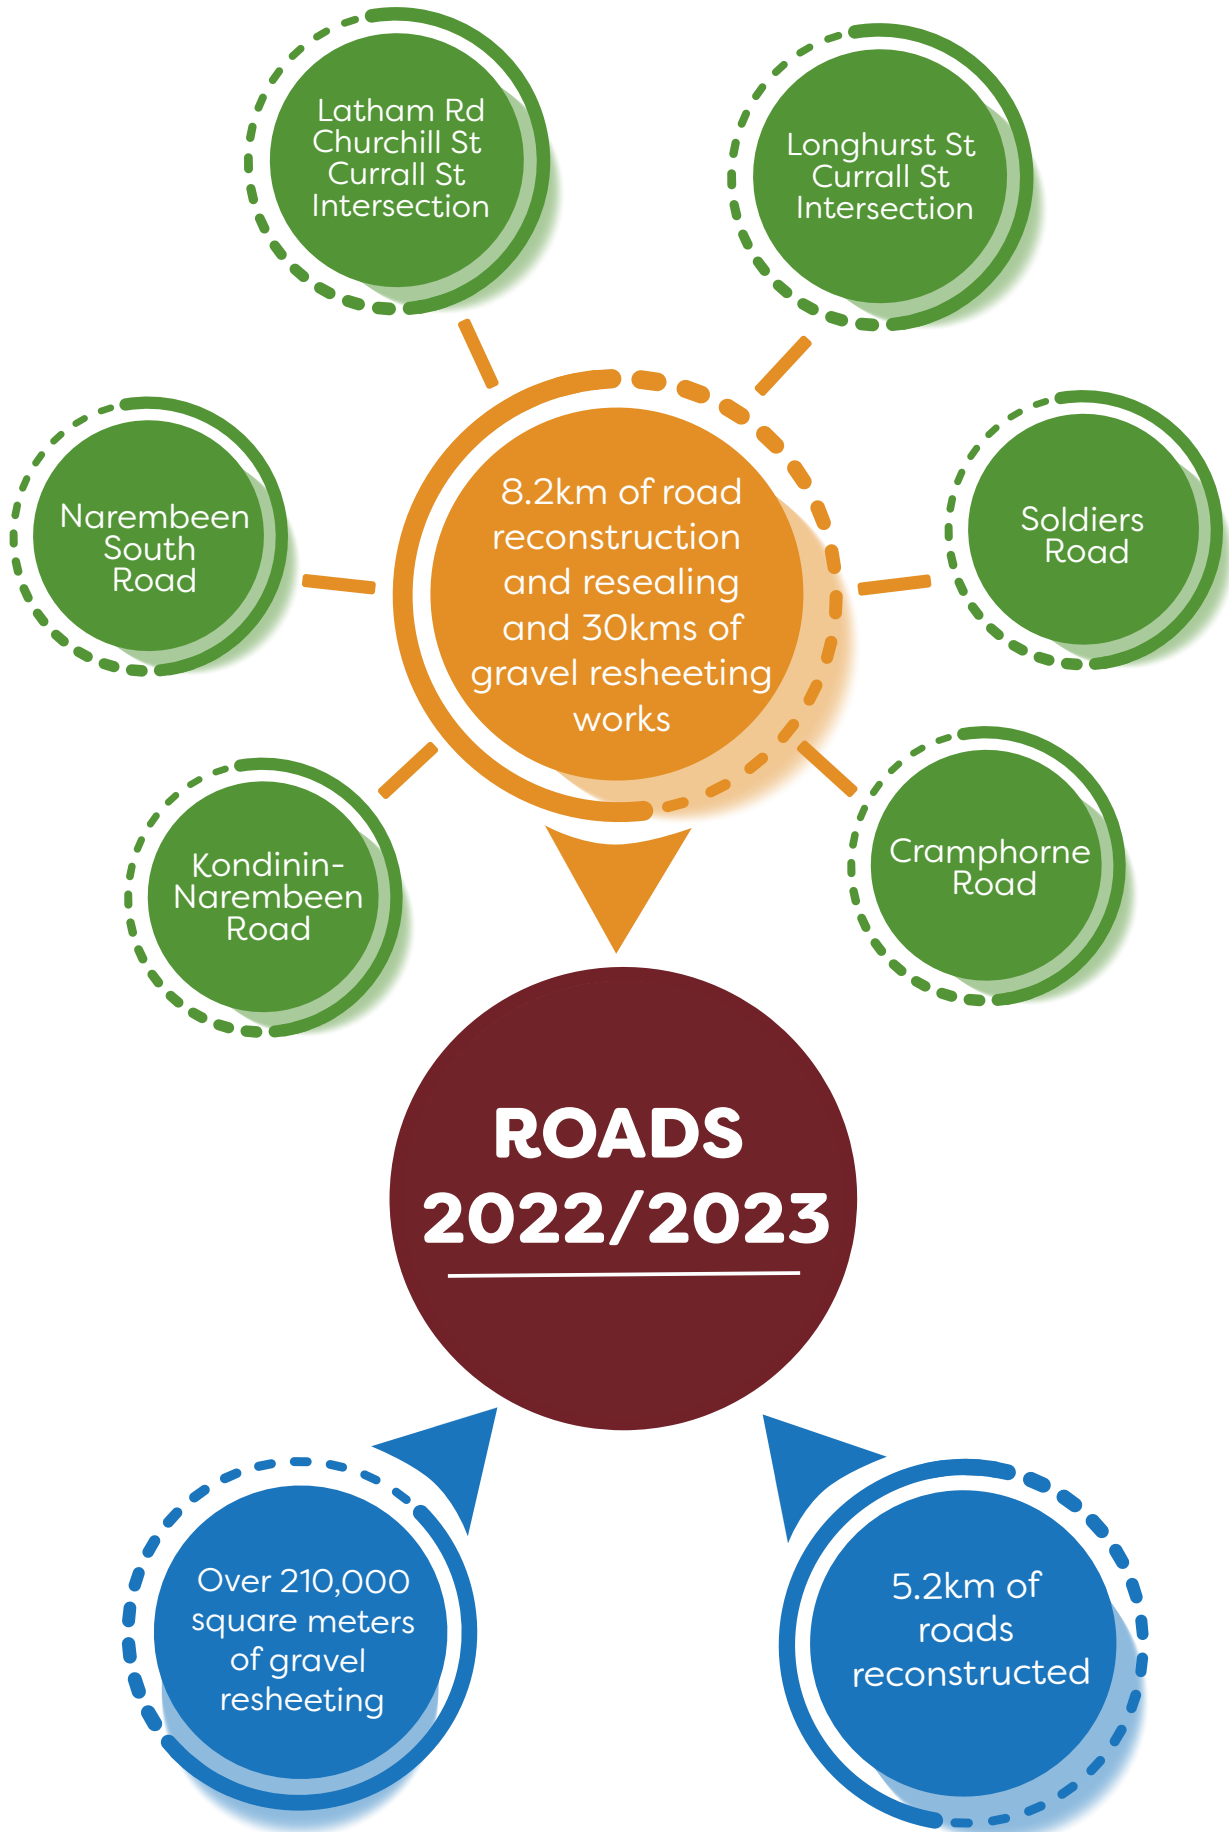 Latham Rd
Churchill St
Currall St
Intersection
Longhurst St
Currall St
Intersection
Narembeen
South
Road
8.2km of road
reconstruction
and resealing
and 30kms of
gravel resheeting
works
Soldiers
Road
Kondinin-
Narembeen
Road
Cramphorne
Road
ROADS
2022/2023
Over 210,000
square meters
of gravel
resheeting
5.2km of
roads
reconstructed